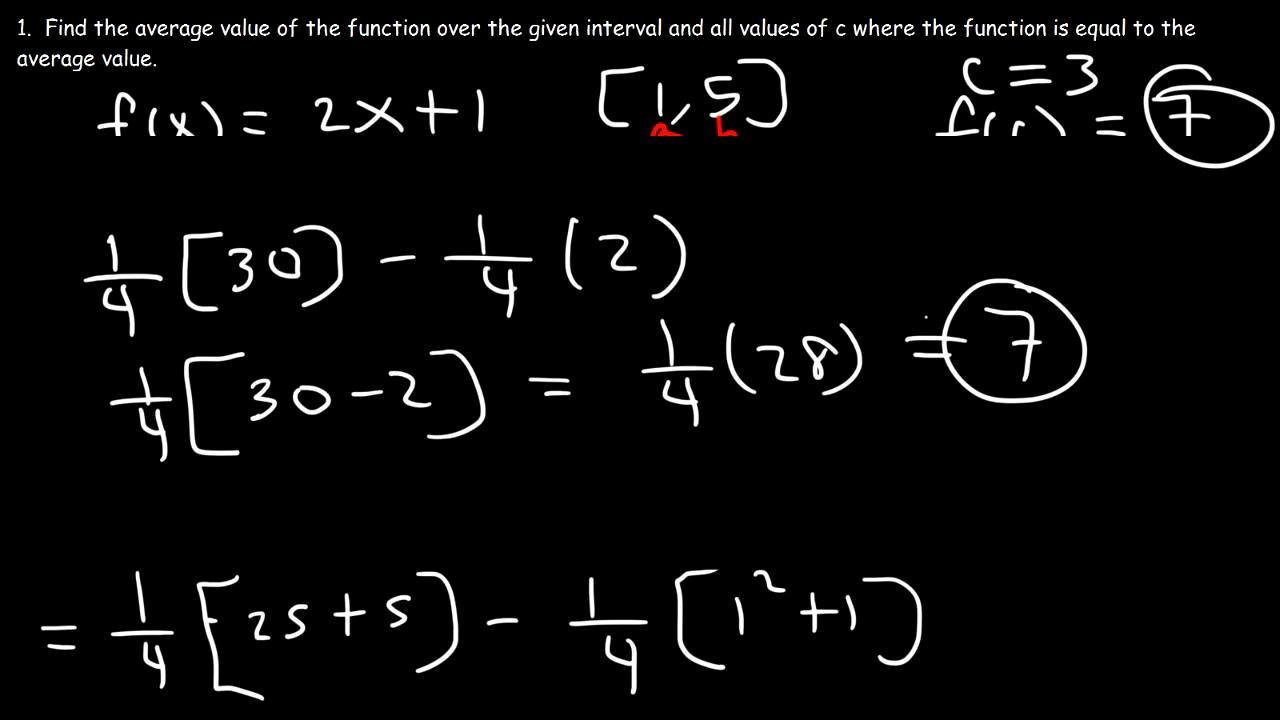 1. Find the average value of the function over the given interval and all values of c where the function is equal to the
average value.
f(x) = 2x+1 [1, 5] c = 3
a b f(c) = 7
1/4 [30] - 1/4 (2)
1/4 [30-2] = 1/4 (28) = 7
= 1/4 [25+5] - 1/4 [1²+1]